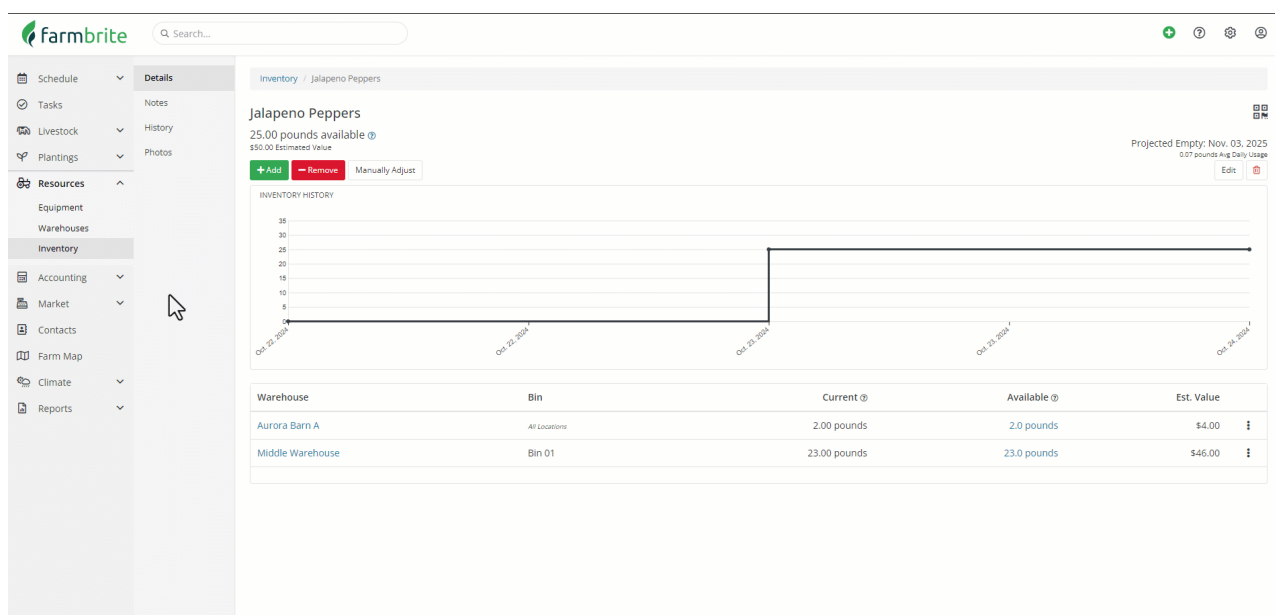 farmbrite
Search...
Schedule
Tasks
Livestock
Plantings
Resources
Equipment
Warehouses
Inventory
Accounting
Market
Contacts
Farm Map
Climate
Reports
Details
Notes
History
Photos
Inventory / Jalapeno Peppers
Jalapeno Peppers
25.00 pounds available
$50.00 Estimated Value
Projected Empty: Nov. 03, 2025
0.07 pounds Avg Daily Usage
+ Add
− Remove
Manually Adjust
Edit
INVENTORY HISTORY
35
30
25
20
15
10
5
0
Oct. 22, 2024
Oct. 22, 2024
Oct. 23, 2024
Oct. 23, 2024
Oct. 24, 2024
Warehouse Bin Current Available Est. Value
Aurora Barn A All Locations 2.00 pounds 2.0 pounds $4.00
Middle Warehouse Bin 01 23.00 pounds 23.0 pounds $46.00